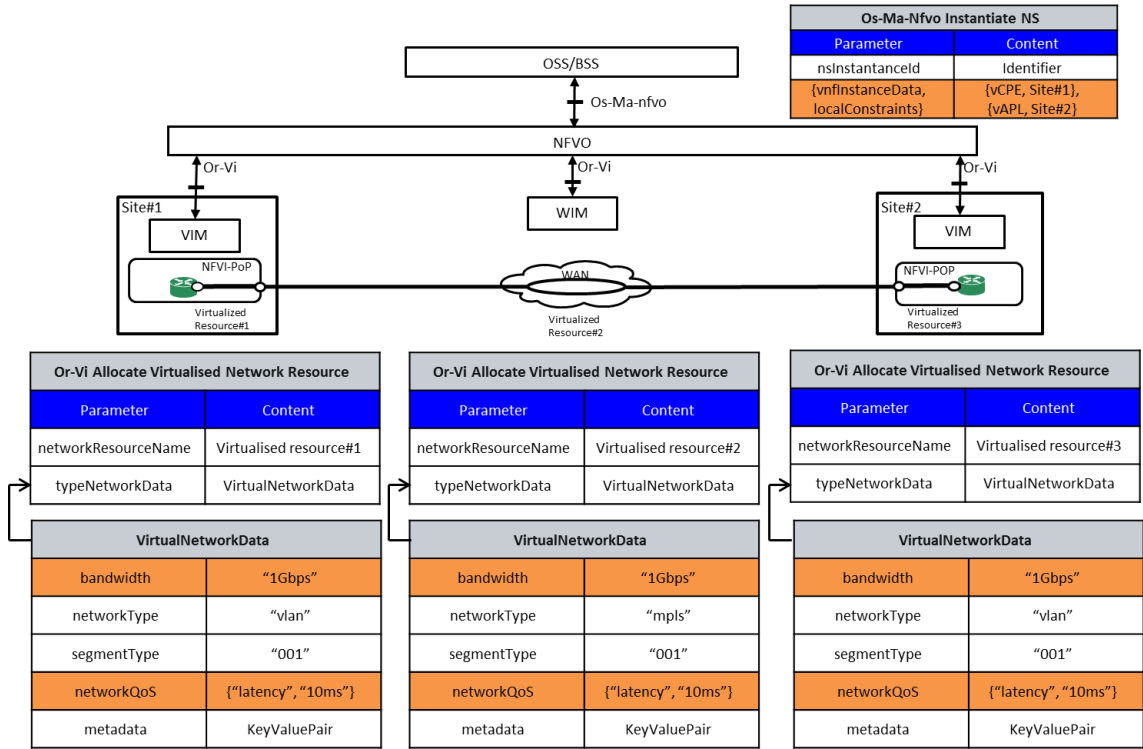 Os-Ma-Nfvo Instantiate NS
Parameter Content
nsInstantanceId Identifier
{vnfInstanceData, {vCPE, Site#1},
localConstraints} {vAPL, Site#2}
OSS/BSS
Os-Ma-nfvo
NFVO
Or-Vi
Or-Vi
Or-Vi
Site#1
VIM
NFVI-PoP
Virtualized
Resource#1
WIM
WAN
Virtualized
Resource#2
Site#2
VIM
NFVI-POP
Virtualized
Resource#3
Or-Vi Allocate Virtualised Network Resource
Parameter Content
networkResourceName Virtualised resource#1
typeNetworkData VirtualNetworkData
VirtualNetworkData
bandwidth “1Gbps”
networkType “vlan”
segmentType “001”
networkQoS {“latency”, “10ms”}
metadata KeyValuePair
Or-Vi Allocate Virtualised Network Resource
Parameter Content
networkResourceName Virtualised resource#2
typeNetworkData VirtualNetworkData
VirtualNetworkData
bandwidth “1Gbps”
networkType “mpls”
segmentType “001”
networkQoS {“latency”, “10ms”}
metadata KeyValuePair
Or-Vi Allocate Virtualised Network Resource
Parameter Content
networkResourceName Virtualised resource#3
typeNetworkData VirtualNetworkData
VirtualNetworkData
bandwidth “1Gbps”
networkType “vlan”
segmentType “001”
networkQoS {“latency”, “10ms”}
metadata KeyValuePair